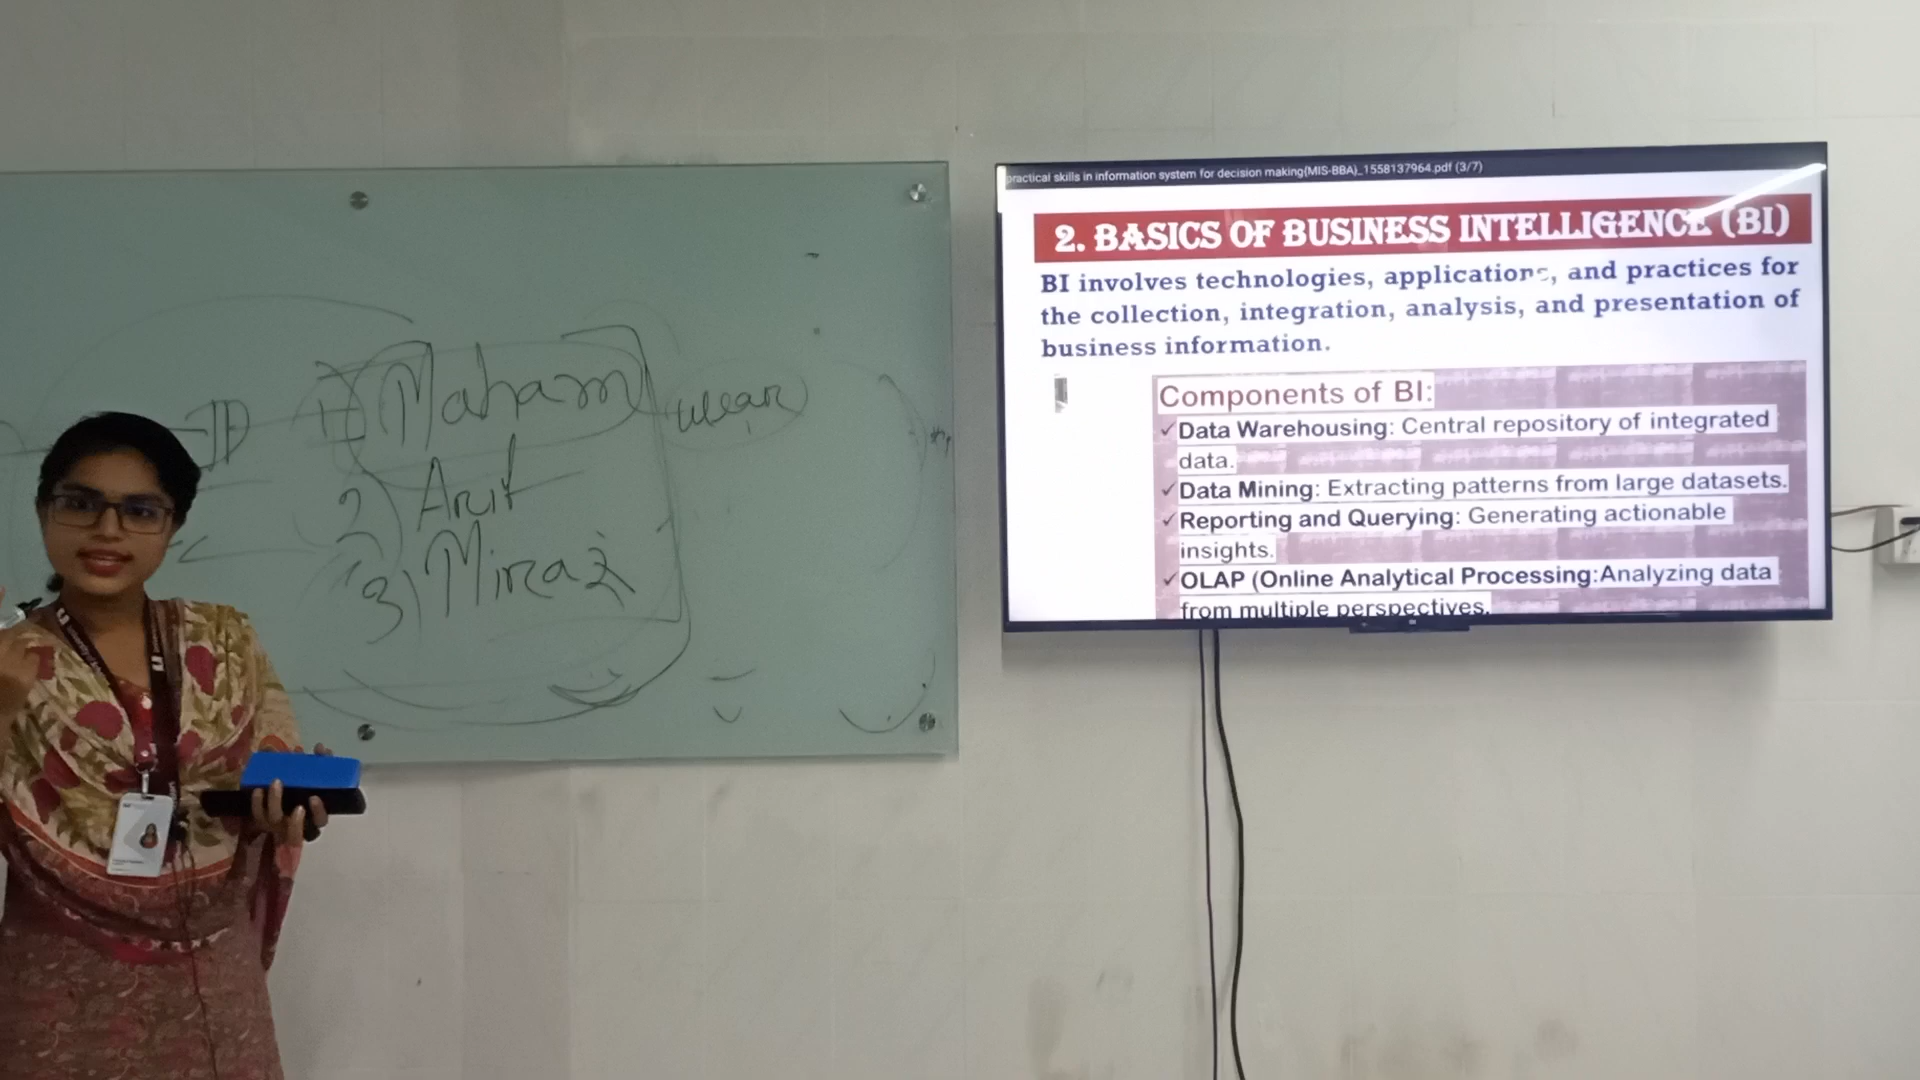 1) Maham
wear
2) Arif
3) Miraz
practical skills in information system for decision making(MIS-BBA)_1558137964.pdf (3/7)
2. BASICS OF BUSINESS INTELLIGENCE (BI)
BI involves technologies, applications, and practices for
the collection, integration, analysis, and presentation of
business information.
Components of BI:
✓Data Warehousing: Central repository of integrated
data.
✓Data Mining: Extracting patterns from large datasets.
✓Reporting and Querying: Generating actionable
insights.
✓OLAP (Online Analytical Processing:Analyzing data
from multiple perspectives.